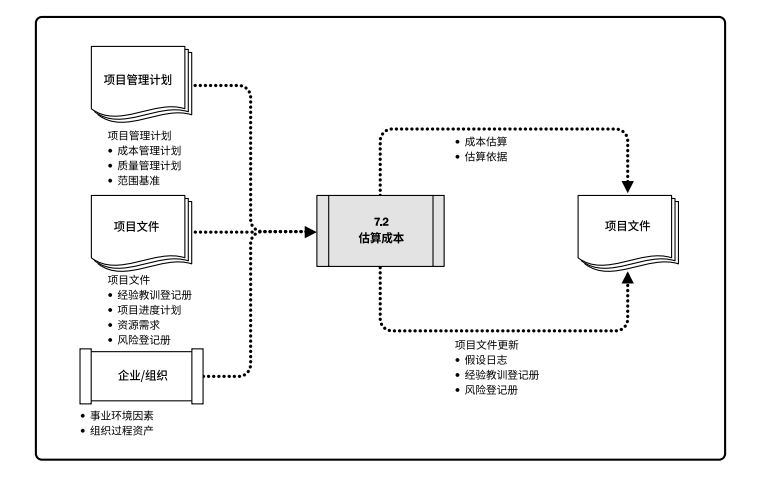 项目管理计划
项目管理计划
• 成本管理计划
• 质量管理计划
• 范围基准
项目文件
项目文件
• 经验教训登记册
• 项目进度计划
• 资源需求
• 风险登记册
企业/组织
• 事业环境因素
• 组织过程资产
7.2
估算成本
• 成本估算
• 估算依据
项目文件
项目文件更新
• 假设日志
• 经验教训登记册
• 风险登记册